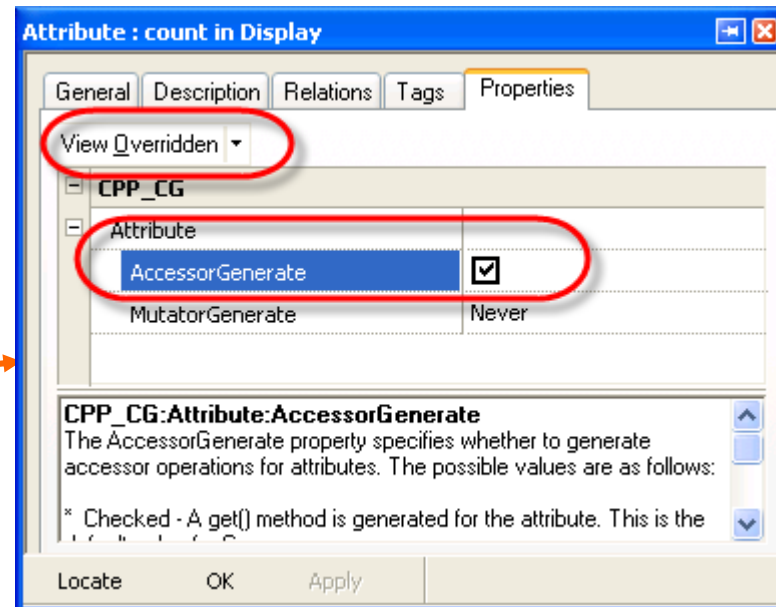 Attribute : count in Display
General Description Relations Tags Properties
View Overridden
CPP_CG
Attribute
AccessorGenerate
MutatorGenerate Never
CPP_CG:Attribute:AccessorGenerate
The AccessorGenerate property specifies whether to generate
accessor operations for attributes. The possible values are as follows:
* Checked - A get() method is generated for the attribute. This is the
Locate OK Apply